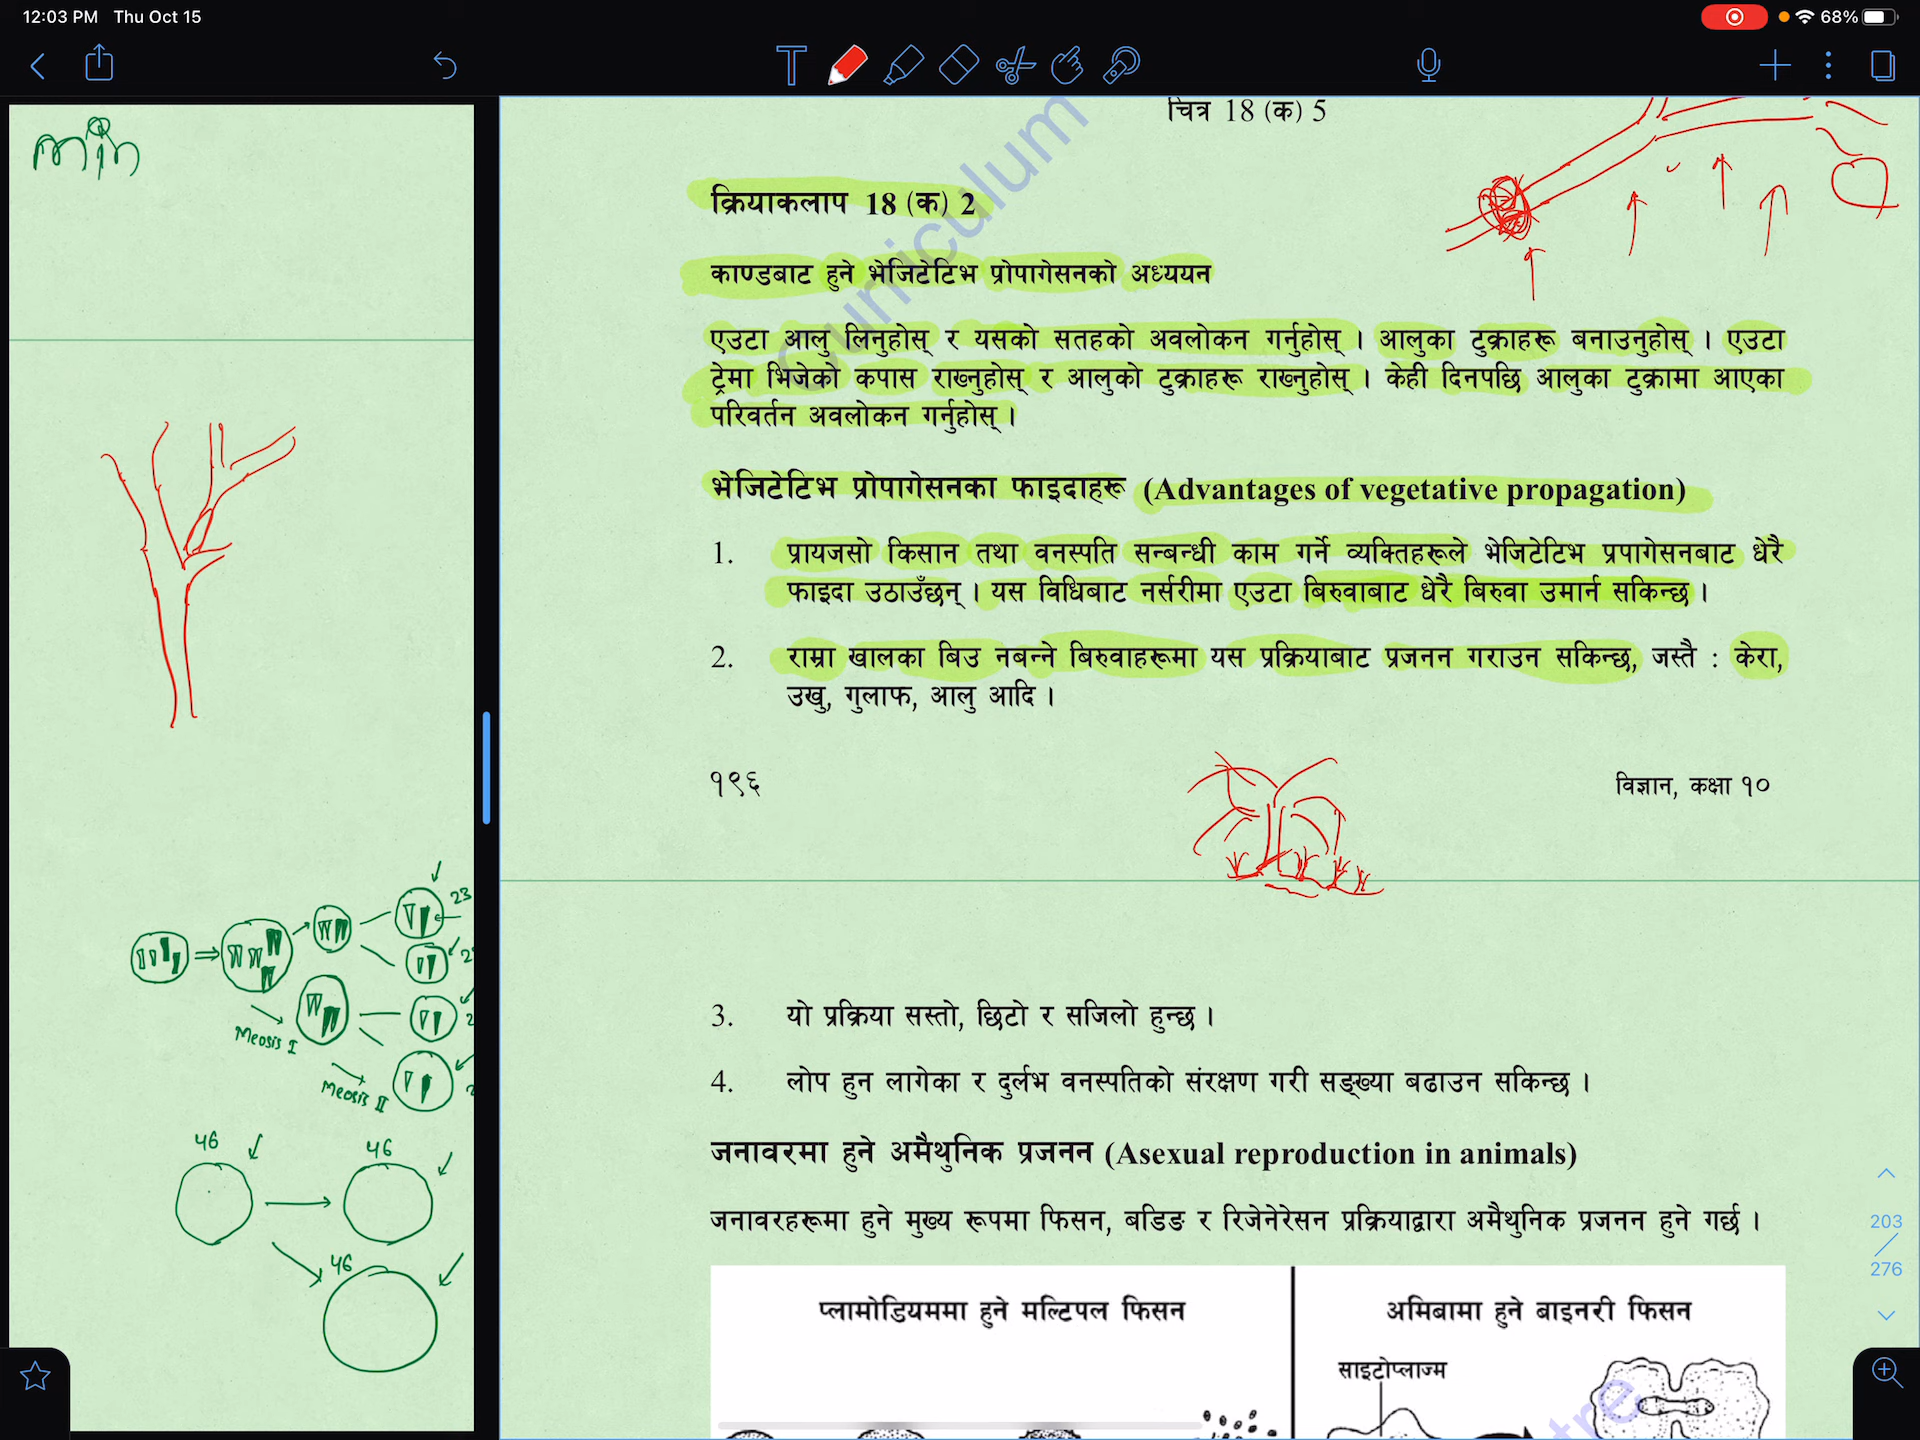 12:03 PM Thu Oct 15
68%
min
चित्र 18 (क) 5
क्रियाकलाप 18 (क) 2
काण्डबाट हुने भेजिटेटिभ प्रोपागेसनको अध्ययन
एउटा आलु लिनुहोस् र यसको सतहको अवलोकन गर्नुहोस् । आलुका टुक्राहरू बनाउनुहोस् । एउटा
ट्रेमा भिजेको कपास राख्नुहोस् र आलुको टुक्राहरू राख्नुहोस् । केही दिनपछि आलुका टुक्रामा आएका
परिवर्तन अवलोकन गर्नुहोस् ।
भेजिटेटिभ प्रोपागेसनका फाइदाहरू (Advantages of vegetative propagation)
1. प्रायजसो किसान तथा वनस्पति सन्बन्धी काम गर्ने व्यक्तिहरूले भेजिटेटिभ प्रपागेसनबाट धेरै
फाइदा उठाउँछन् । यस विधिबाट नर्सरीमा एउटा बिरुवाबाट धेरै बिरुवा उमार्न सकिन्छ ।
2. राम्रा खालका बिउ नबन्ने बिरुवाहरूमा यस प्रक्रियाबाट प्रजनन गराउन सकिन्छ, जस्तै : केरा,
उखु, गुलाफ, आलु आदि ।
१९६
विज्ञान, कक्षा १०
3. यो प्रक्रिया सस्तो, छिटो र सजिलो हुन्छ ।
4. लोप हुन लागेका र दुर्लभ वनस्पतिको संरक्षण गरी सङ्ख्या बढाउन सकिन्छ ।
जनावरमा हुने अमैथुनिक प्रजनन (Asexual reproduction in animals)
जनावरहरूमा हुने मुख्य रूपमा फिसन, बडिङ र रिजेनेरेसन प्रक्रियाद्वारा अमैथुनिक प्रजनन हुने गर्छ ।
प्लामोडियममा हुने मल्टिपल फिसन
अमिबामा हुने बाइनरी फिसन
साइटोप्लाज्म
Curriculum
23
Meosis I
Meosis II
46
46
46
203
276